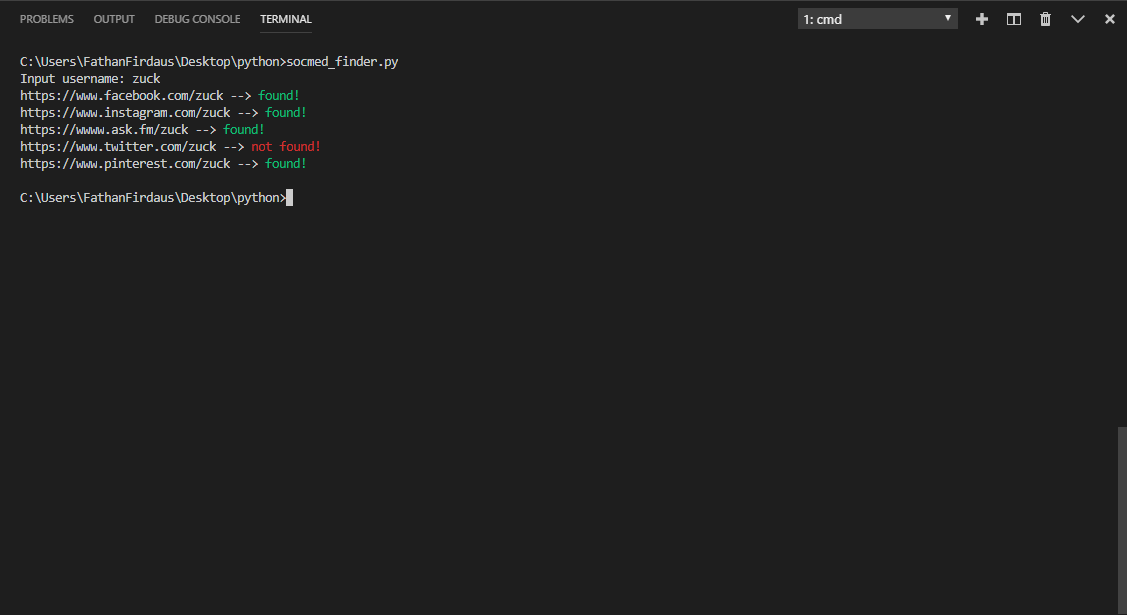 PROBLEMS OUTPUT DEBUG CONSOLE TERMINAL 1: cmd
C:\Users\FathanFirdaus\Desktop\python>socmed_finder.py
Input username: zuck
https://www.facebook.com/zuck --> found!
https://www.instagram.com/zuck --> found!
https://wwww.ask.fm/zuck --> found!
https://www.twitter.com/zuck --> not found!
https://www.pinterest.com/zuck --> found!
C:\Users\FathanFirdaus\Desktop\python>